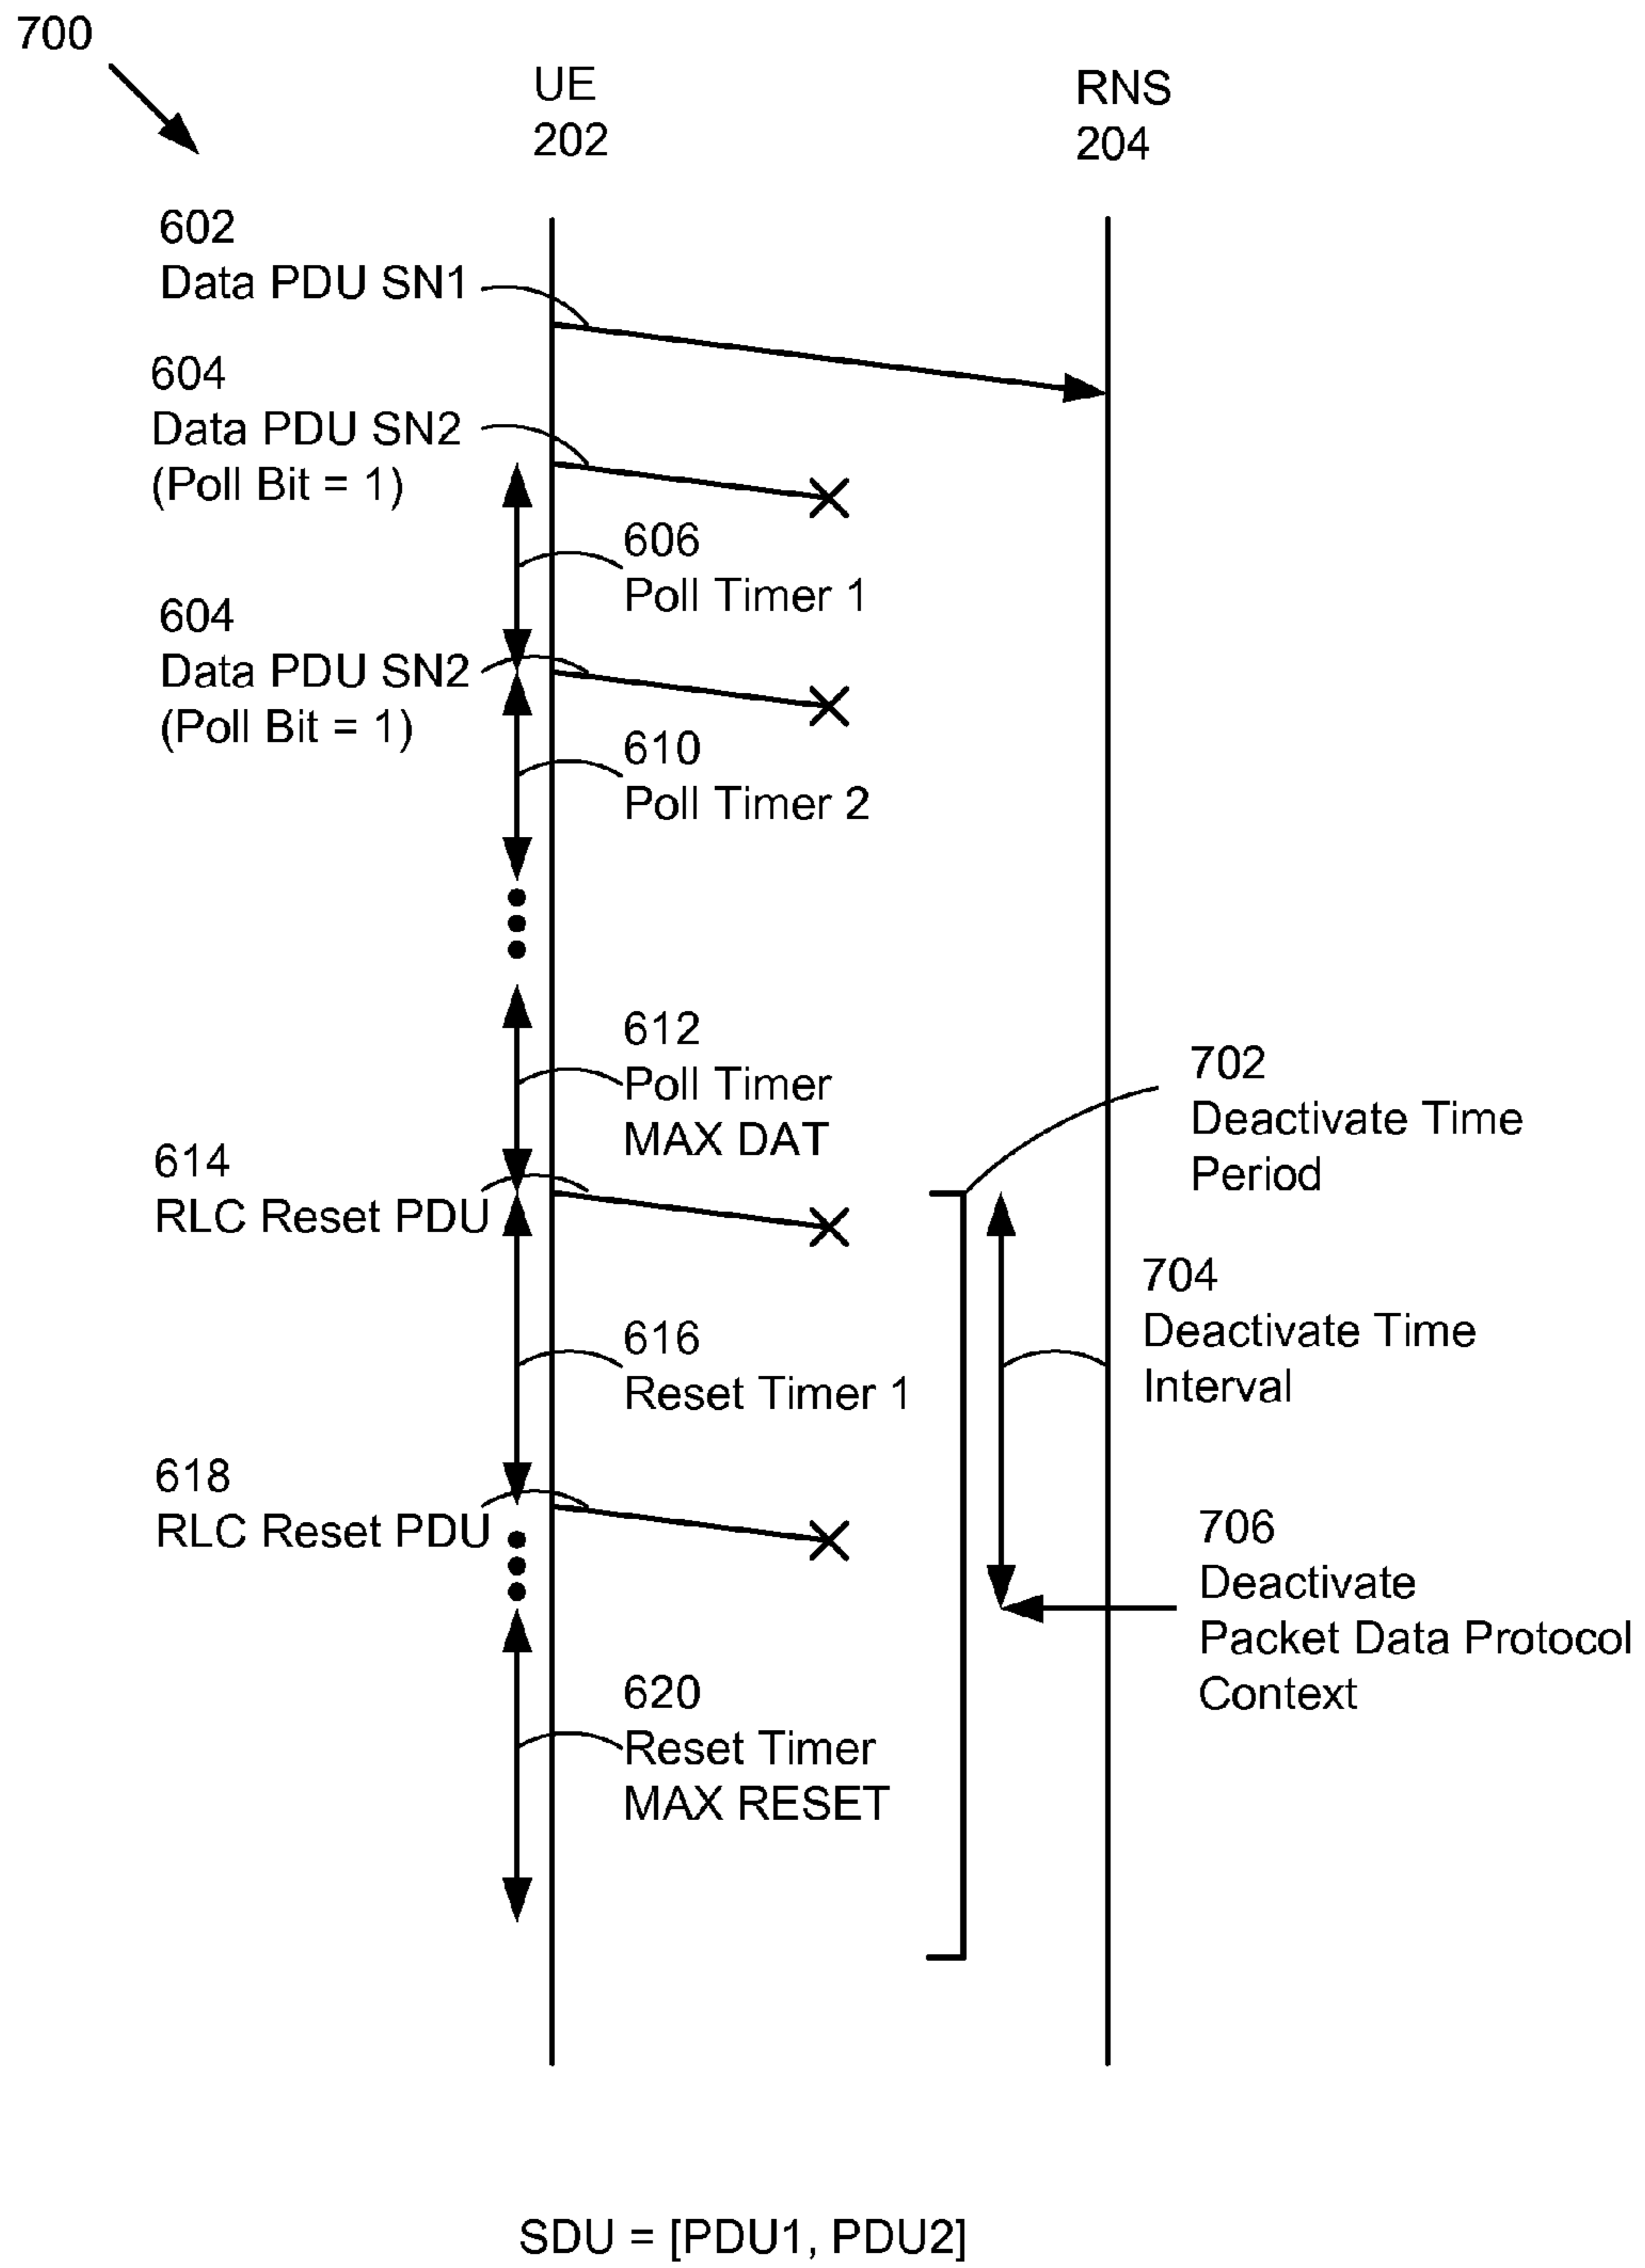 700
UE
202
RNS
204
602
Data PDU SN1
604
Data PDU SN2
(Poll Bit = 1)
606
Poll Timer 1
604
Data PDU SN2
(Poll Bit = 1)
610
Poll Timer 2
612
Poll Timer
MAX DAT
702
Deactivate Time
Period
614
RLC Reset PDU
704
Deactivate Time
Interval
616
Reset Timer 1
618
RLC Reset PDU
706
Deactivate
Packet Data Protocol
Context
620
Reset Timer
MAX RESET
SDU = [PDU1, PDU2]